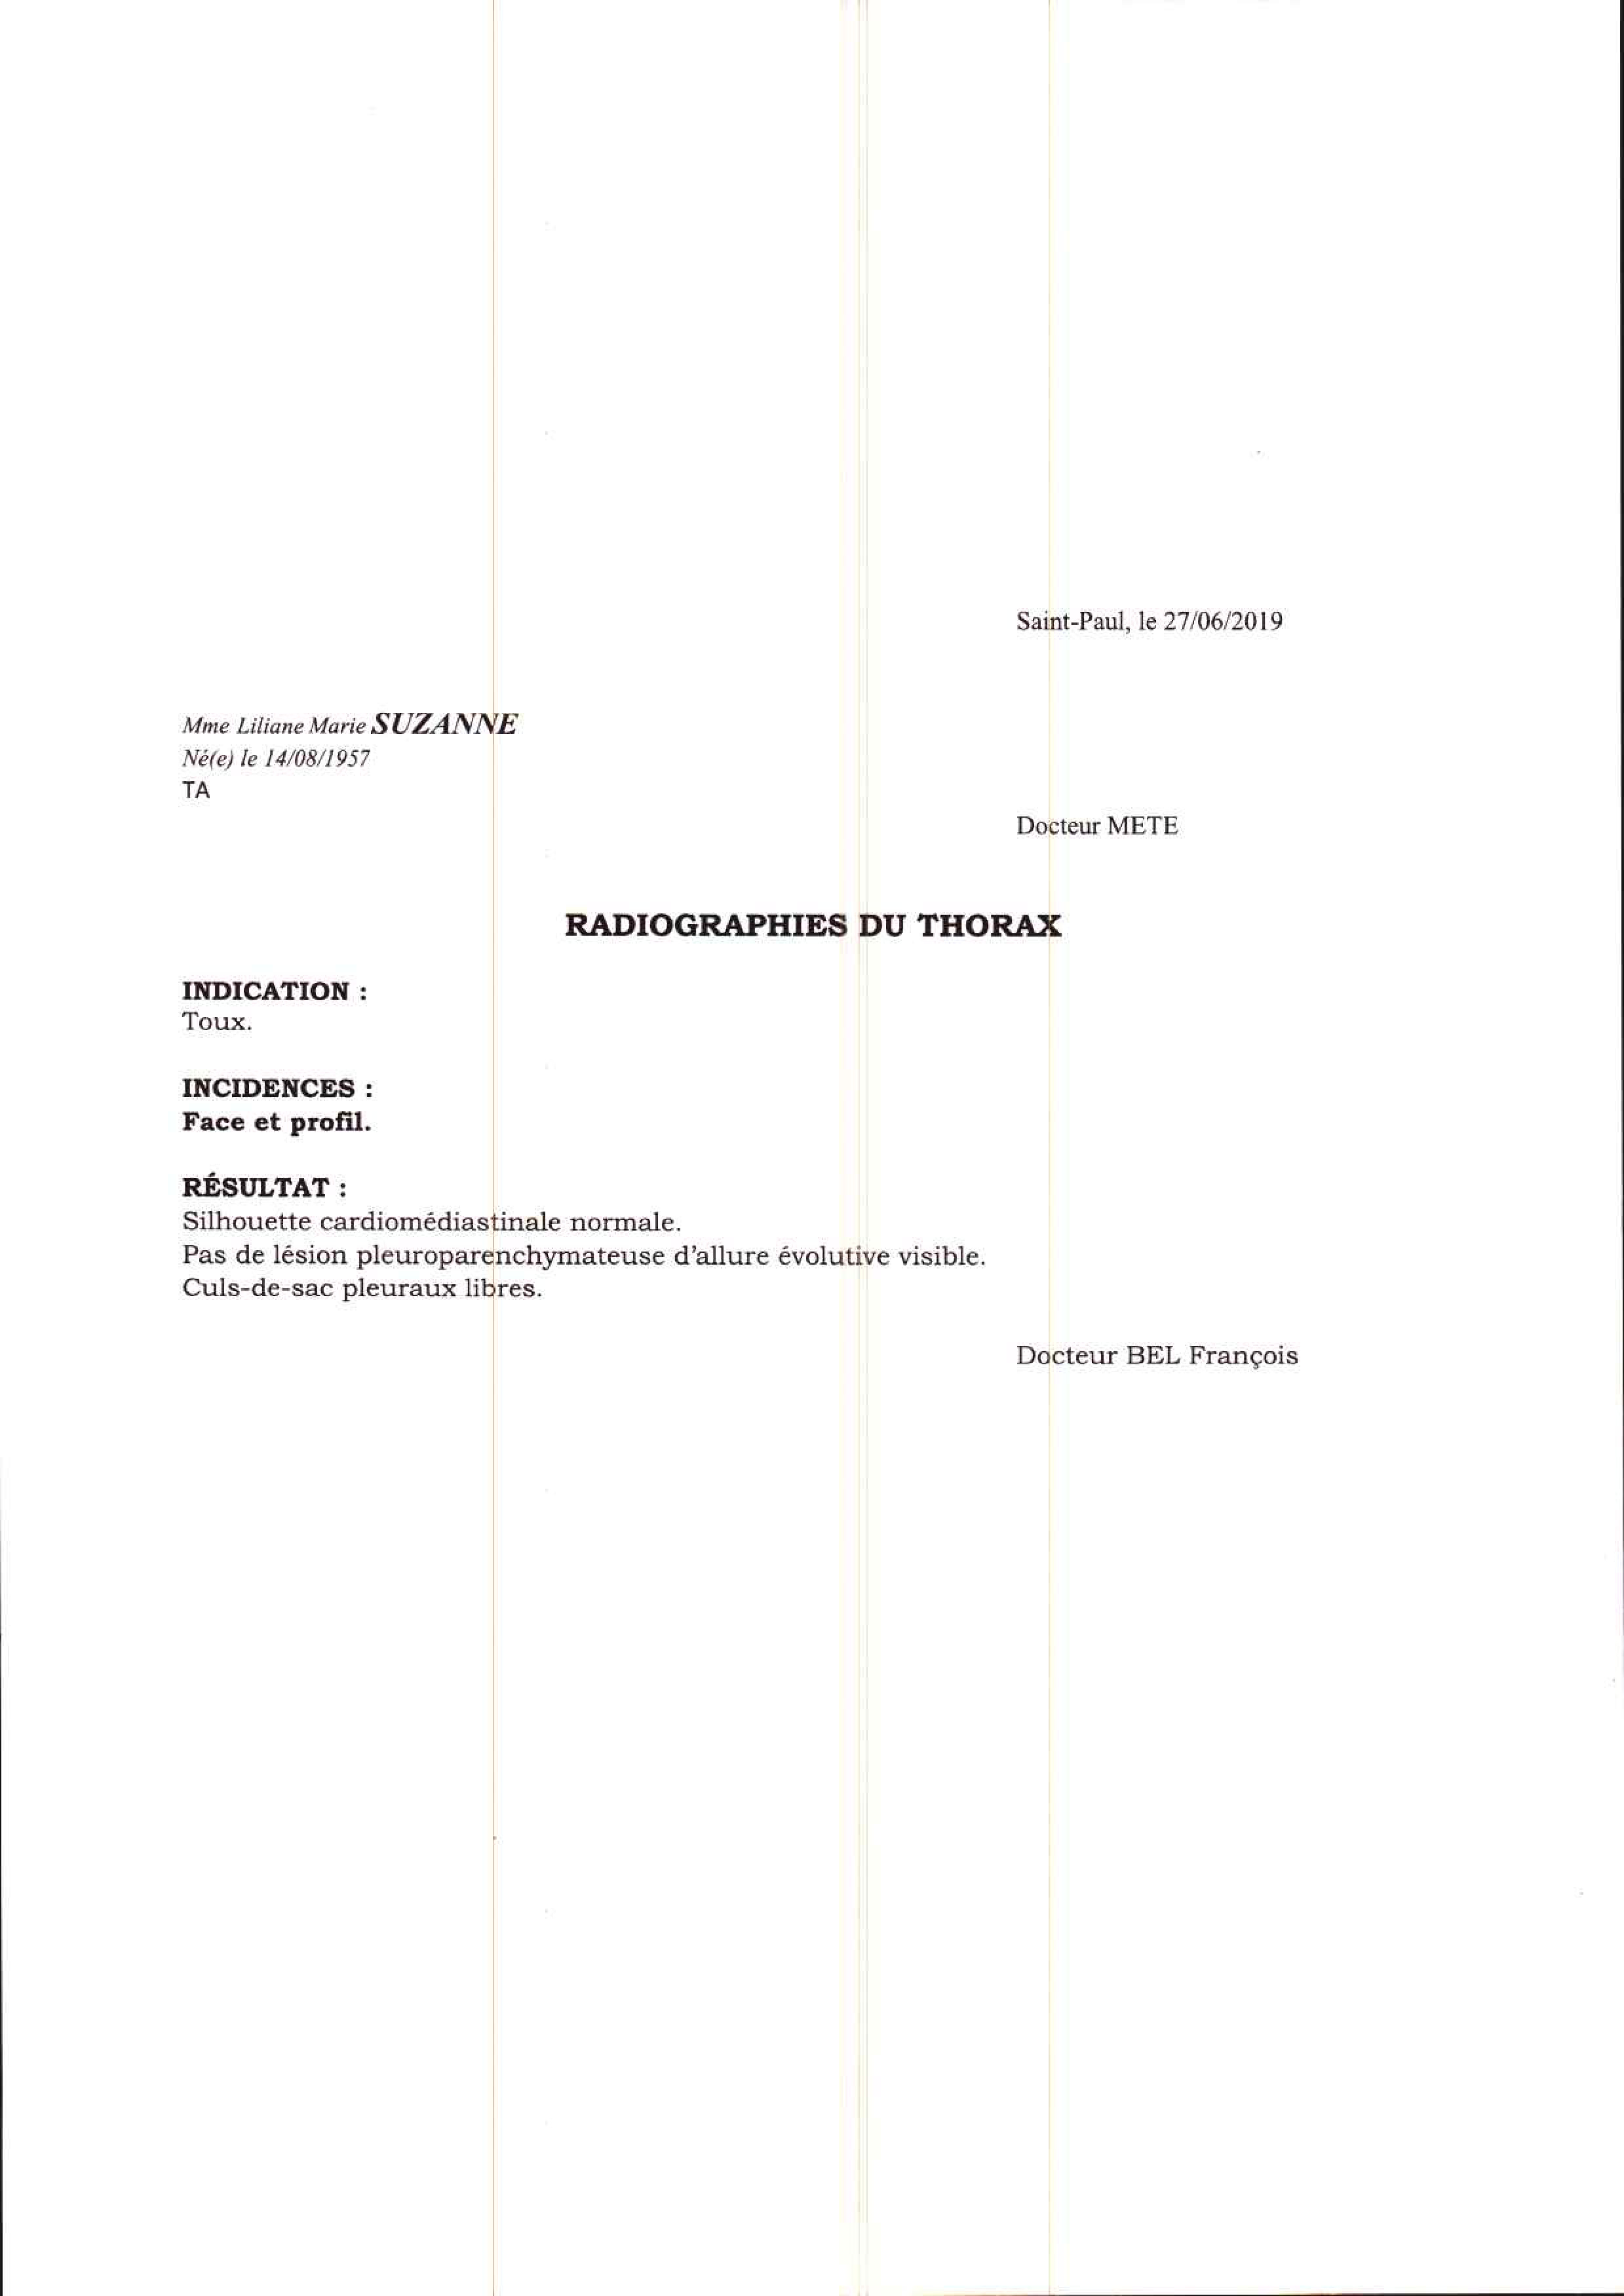 Saint-Paul, le 27/06/2019
Mme Liliane Marie SUZANNE
Né(e) le 14/08/1957
TA
Docteur METE
RADIOGRAPHIES DU THORAX
INDICATION :
Toux.
INCIDENCES :
Face et profil.
RÉSULTAT :
Silhouette cardiomédiastinale normale.
Pas de lésion pleuroparenchymateuse d'allure évolutive visible.
Culs-de-sac pleuraux libres.
Docteur BEL François